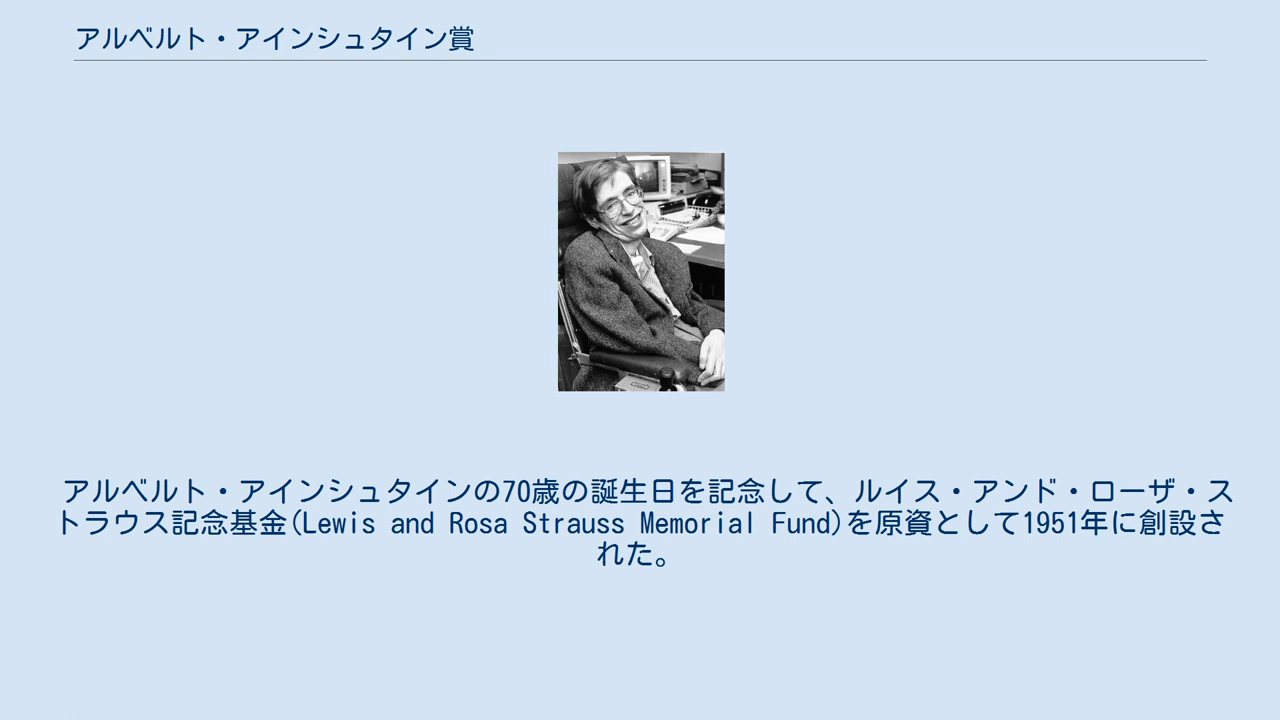 アルベルト・アインシュタイン賞
アルベルト・アインシュタインの70歳の誕生日を記念して、ルイス・アンド・ローザ・ス
トラウス記念基金(Lewis and Rosa Strauss Memorial Fund)を原資として1951年に創設さ
れた。